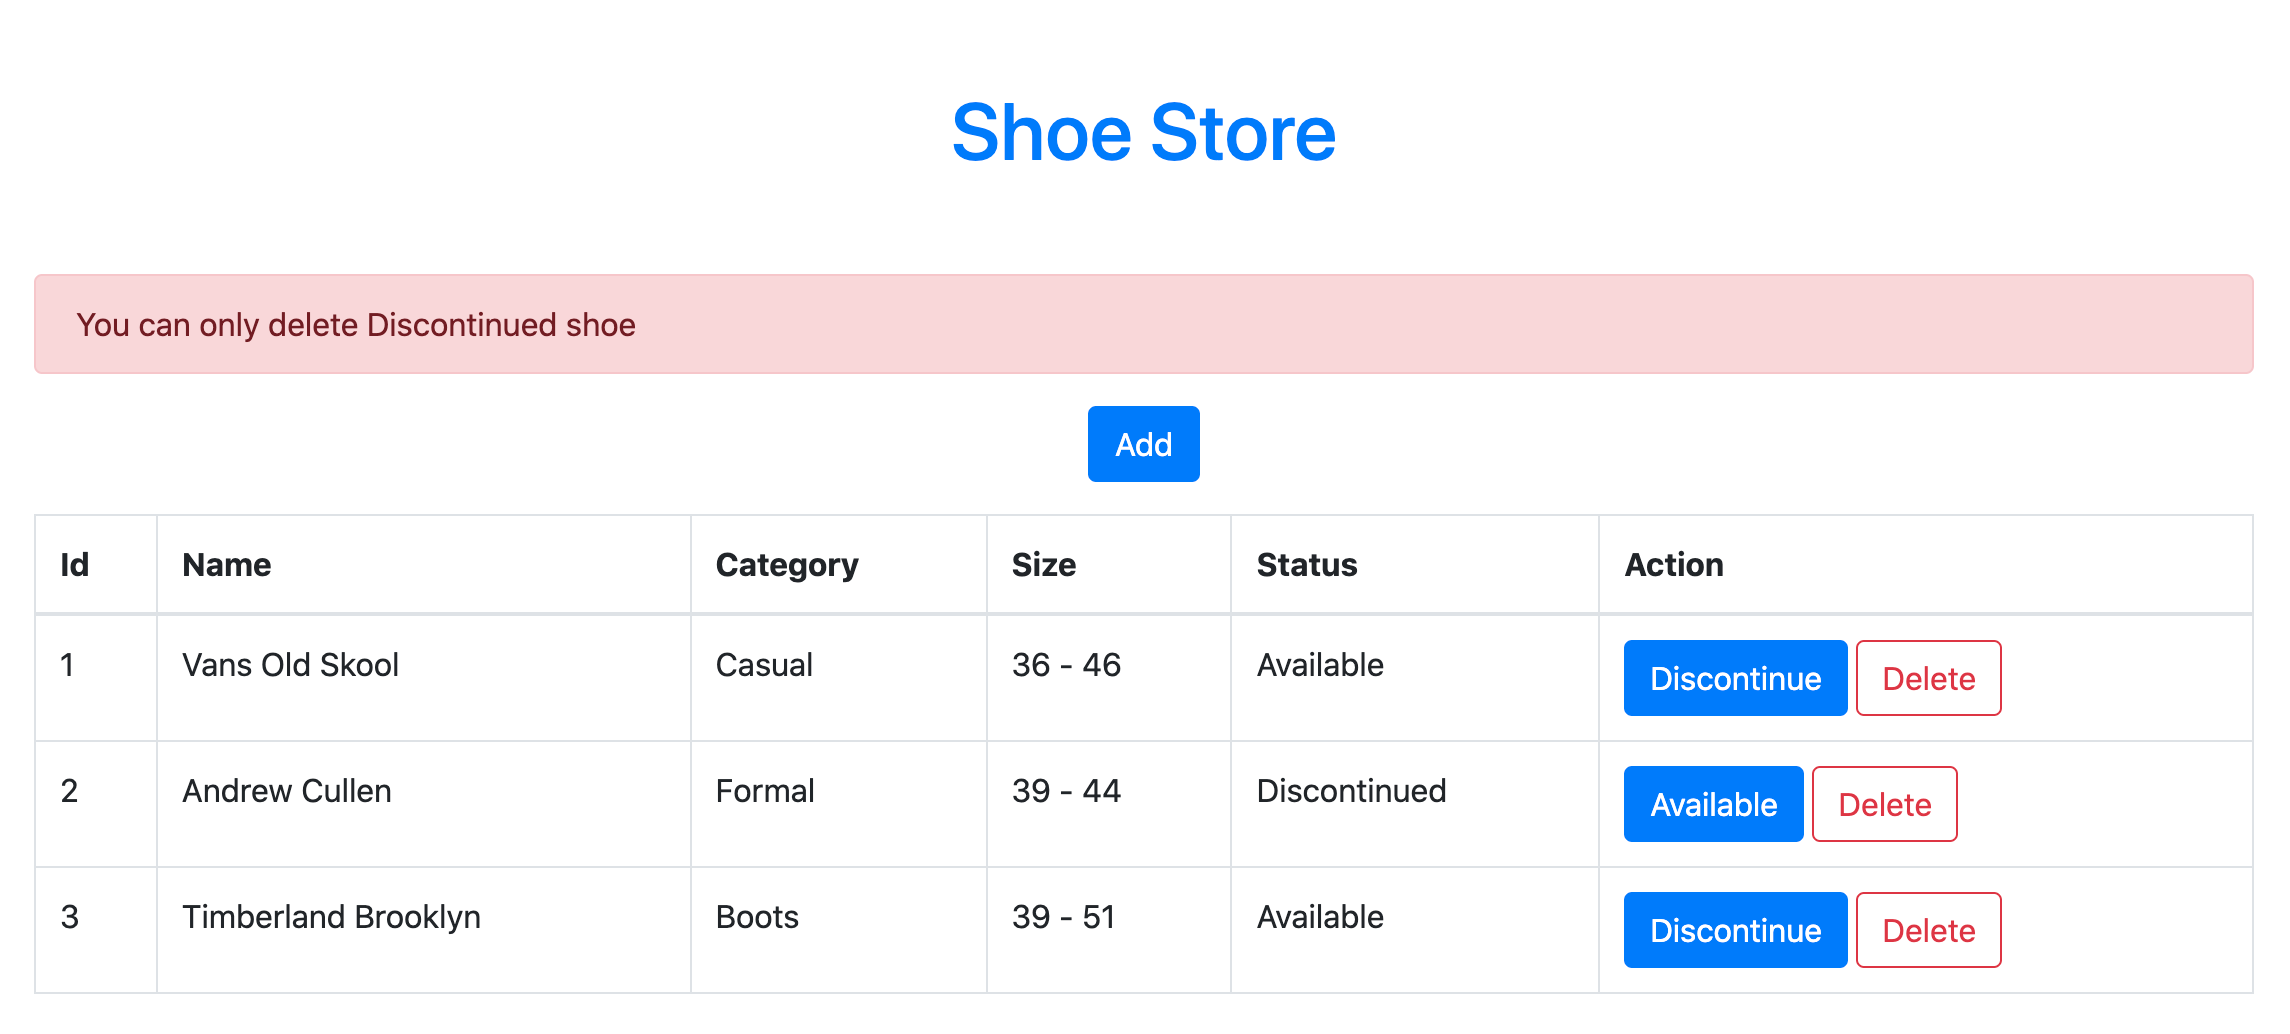 Shoe Store
You can only delete Discontinued shoe
Add
Id Name Category Size Status Action
1 Vans Old Skool Casual 36 - 46 Available Discontinue Delete
2 Andrew Cullen Formal 39 - 44 Discontinued Available Delete
3 Timberland Brooklyn Boots 39 - 51 Available Discontinue Delete